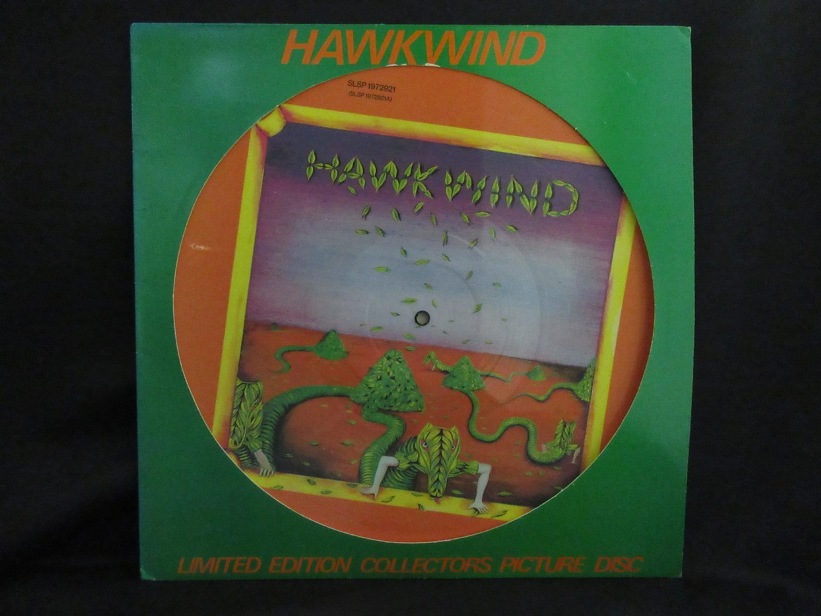 HAWKWIND
SLSP 1972921
HAWKWIND
LIMITED EDITION COLLECTORS PICTURE DISC